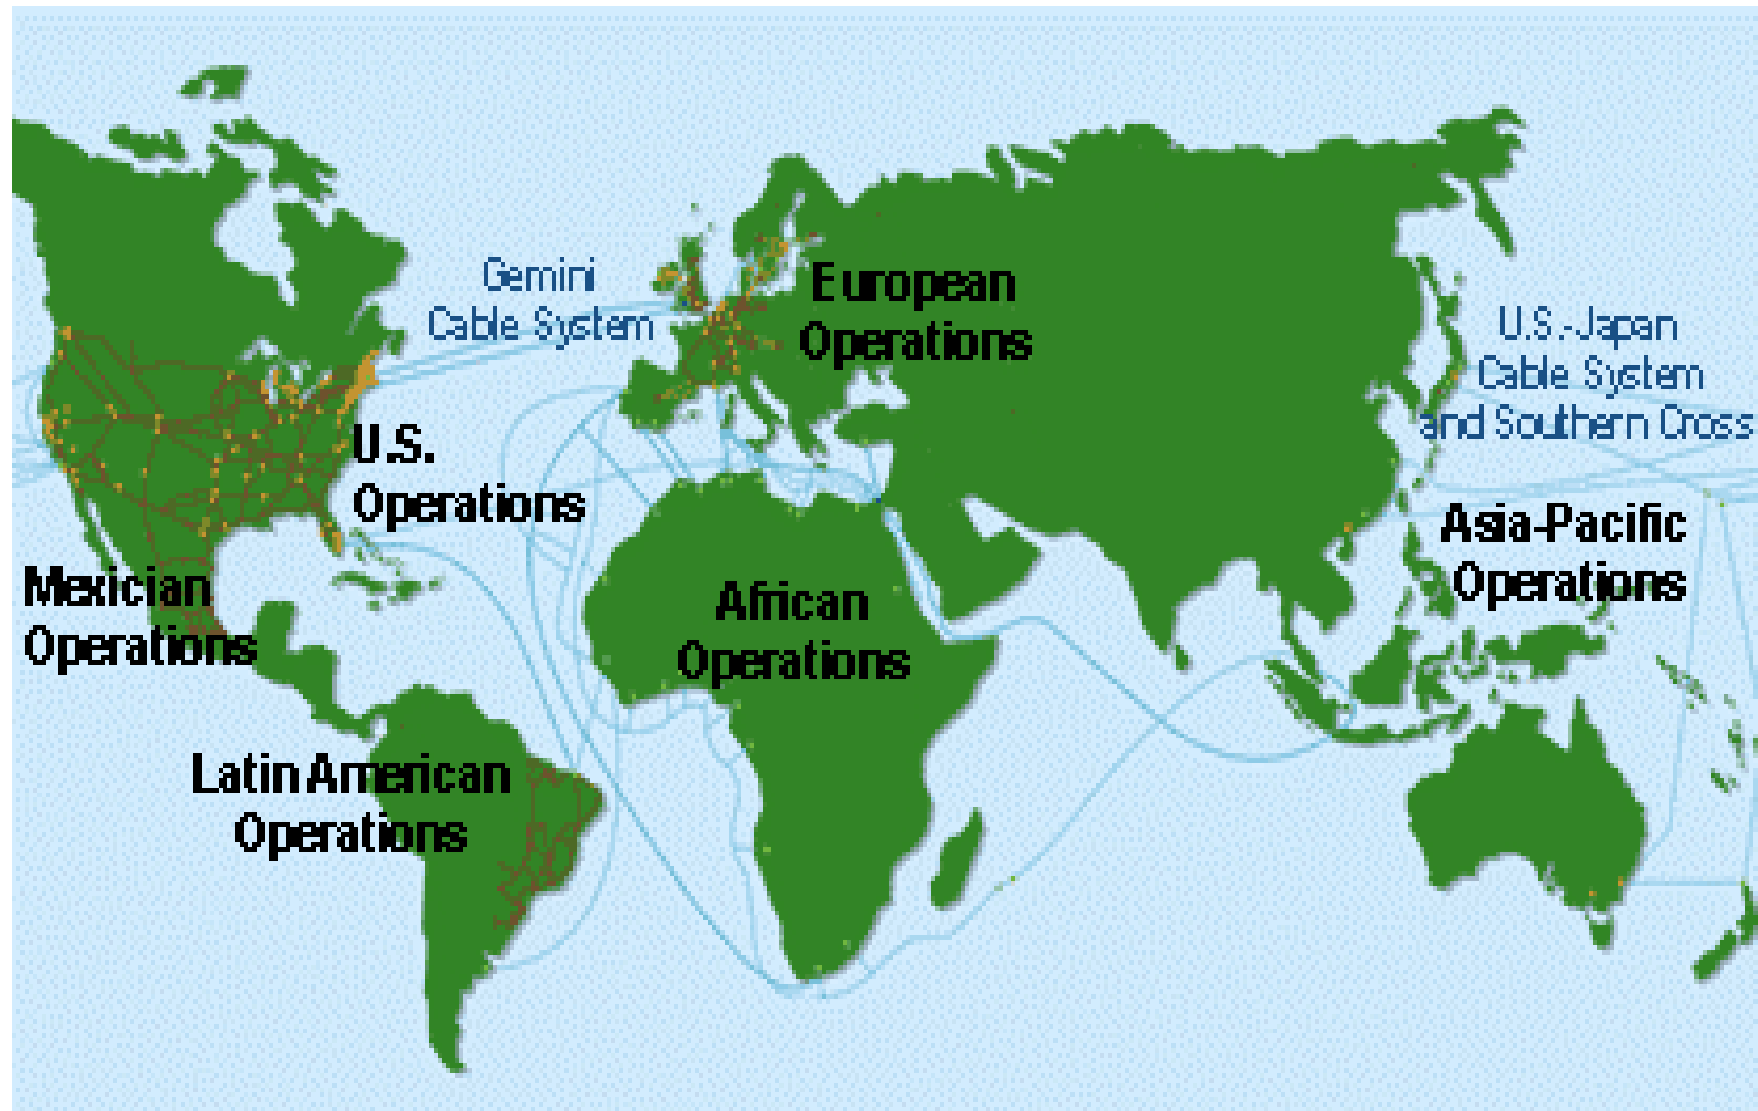 Gemini
Cable System
European
Operations
U.S.-Japan
Cable System
and Southern Cross
U.S.
Operations
Asia-Pacific
Operations
Mexician
Operations
African
Operations
Latin American
Operations